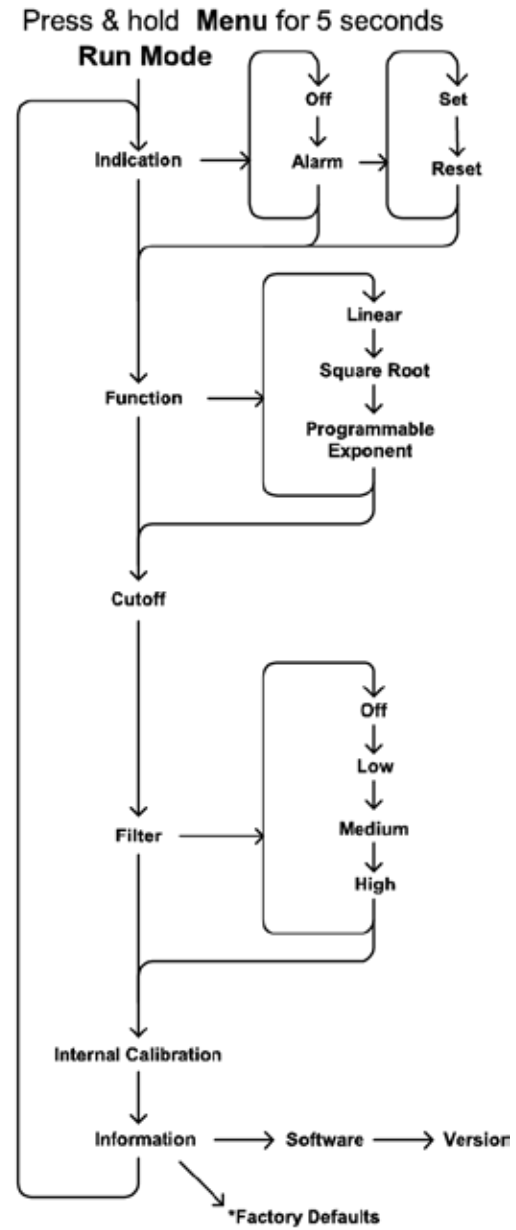 Press & hold Menu for 5 seconds
Run Mode
Off
Set
Indication
Alarm
Reset
Linear
Function
Square Root
Programmable
Exponent
Cutoff
Off
Low
Filter
Medium
High
Internal Calibration
Information
Software
Version
*Factory Defaults